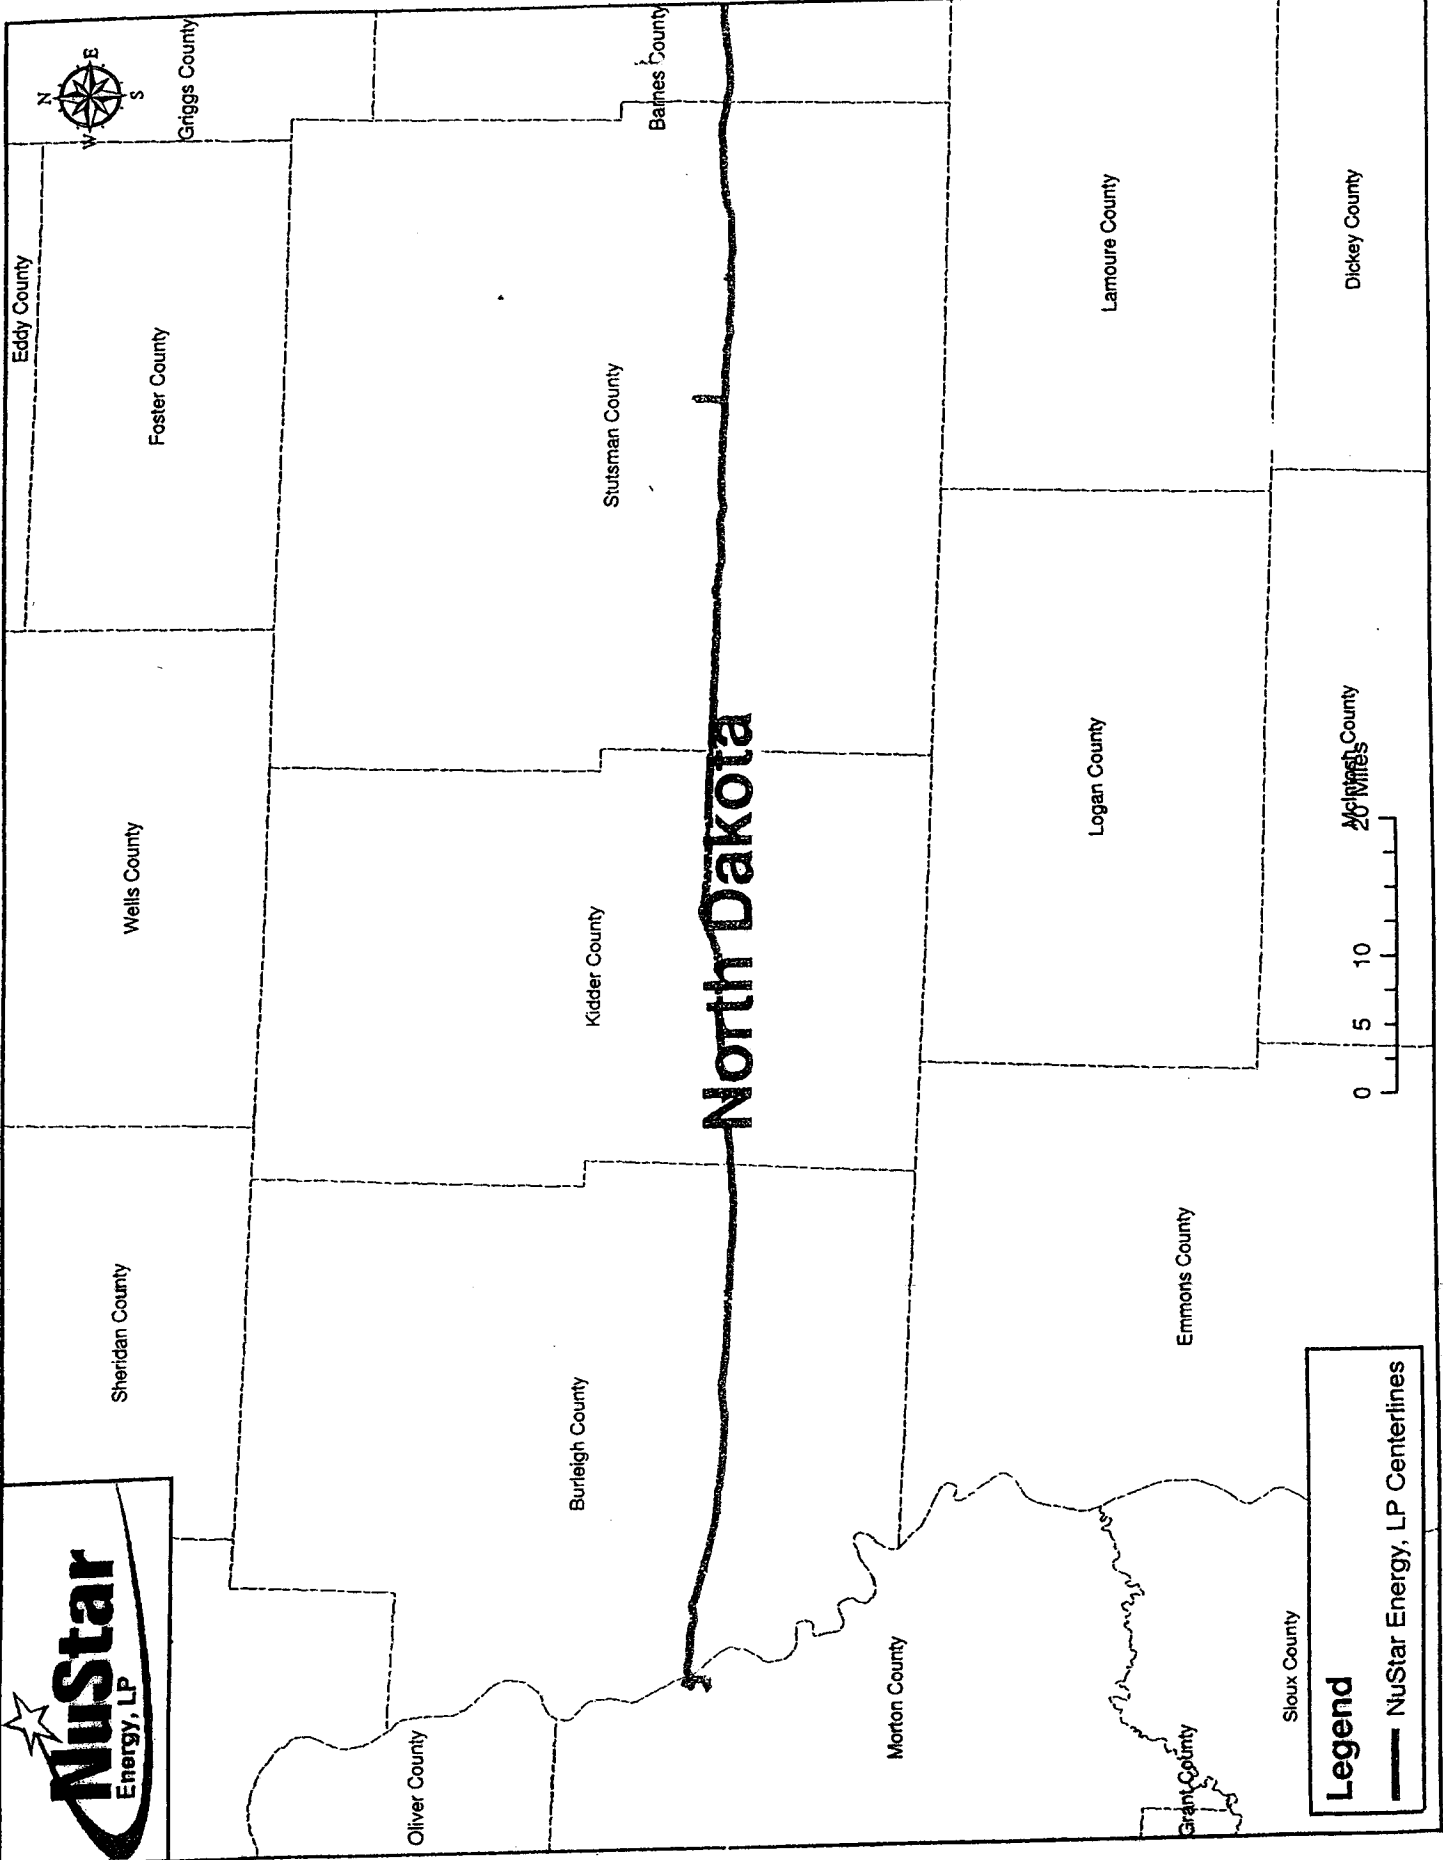 NuStar
Energy, LP
N
E
S
W
Eddy County
Griggs County
Barnes County
Foster County
Wells County
Sheridan County
Stutsman County
Kidder County
Burleigh County
Oliver County
North Dakota
Morton County
Lamoure County
Logan County
Emmons County
Dickey County
McIntosh County
Sioux County
Grant County
0 5 10 20 Miles
Legend
NuStar Energy, LP Centerlines